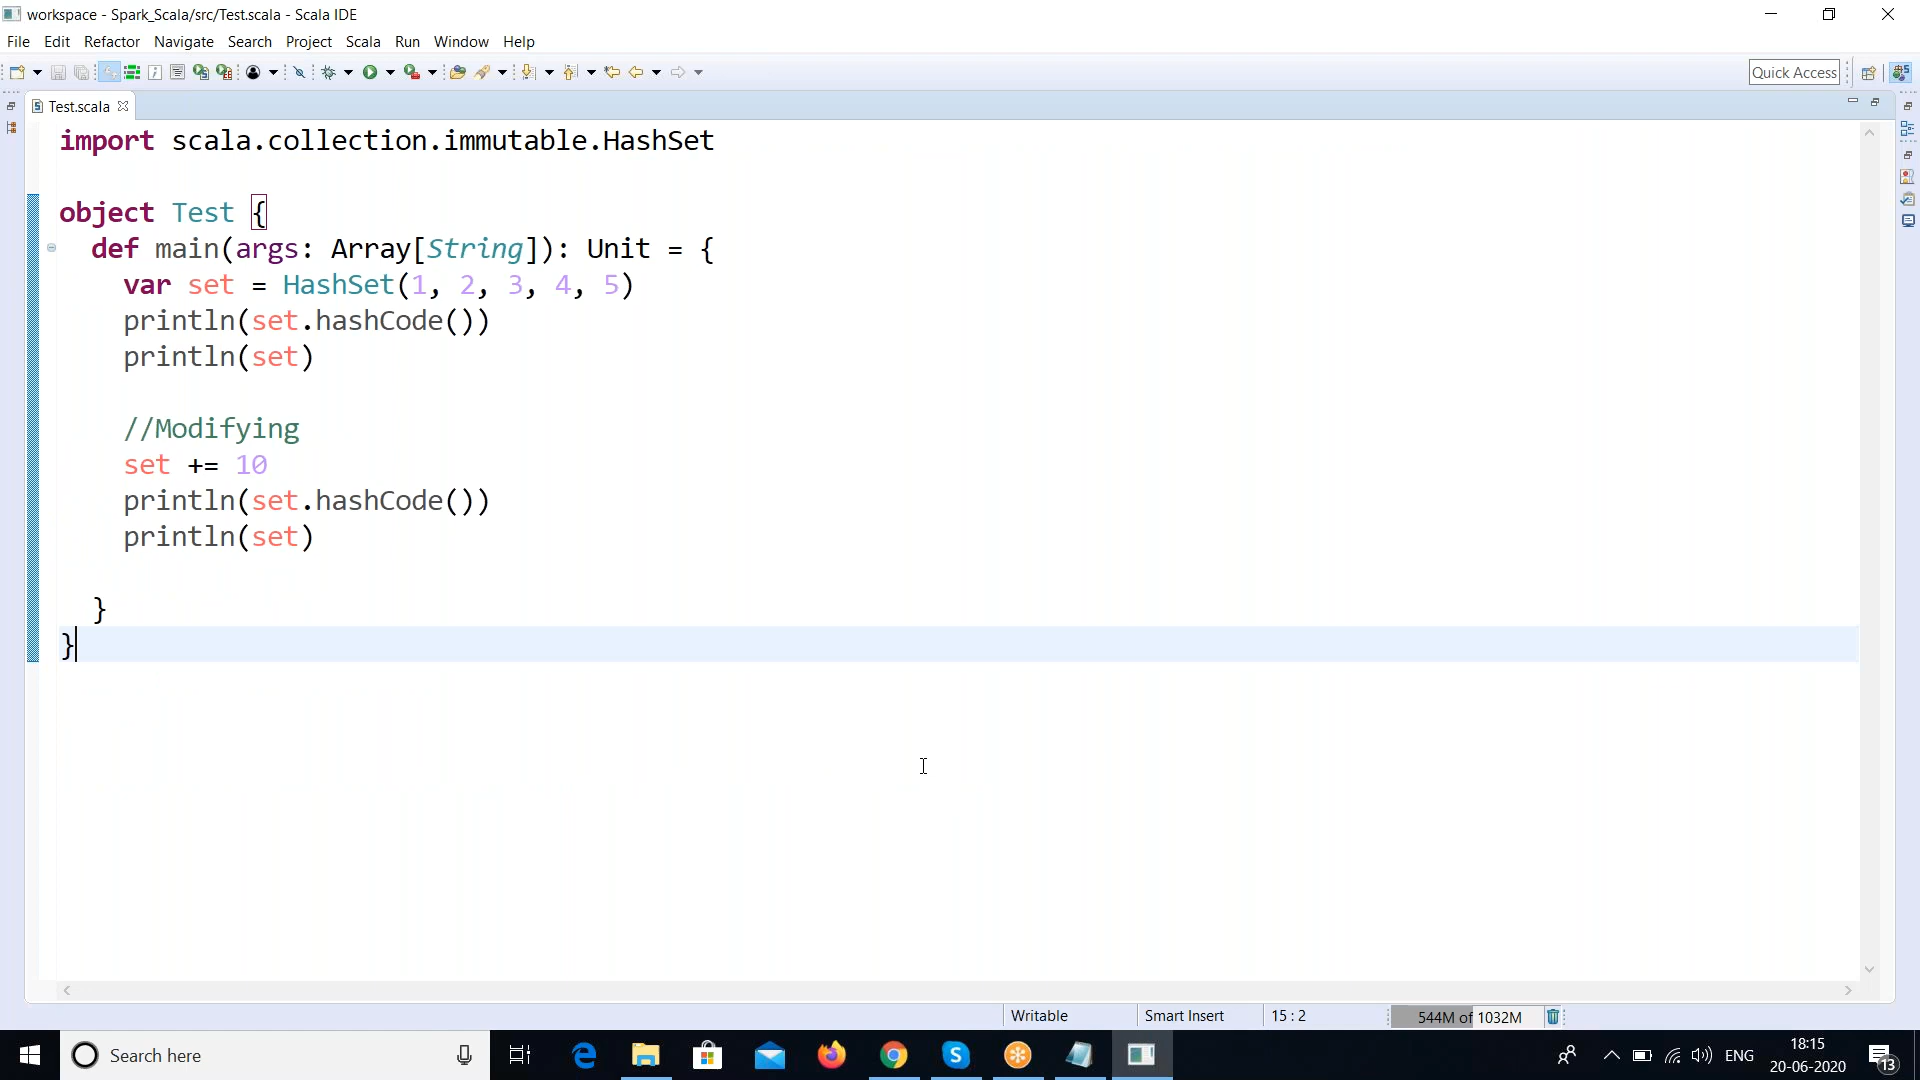 workspace - Spark_Scala/src/Test.scala - Scala IDE
File Edit Refactor Navigate Search Project Scala Run Window Help
Quick Access
Test.scala
import scala.collection.immutable.HashSet
object Test {
def main(args: Array[String]): Unit = {
var set = HashSet(1, 2, 3, 4, 5)
println(set.hashCode())
println(set)
//Modifying
set += 10
println(set.hashCode())
println(set)
}
}
Writable Smart Insert 15 : 2 544M of 1032M
Search here
ENG
18:15
20-06-2020
13